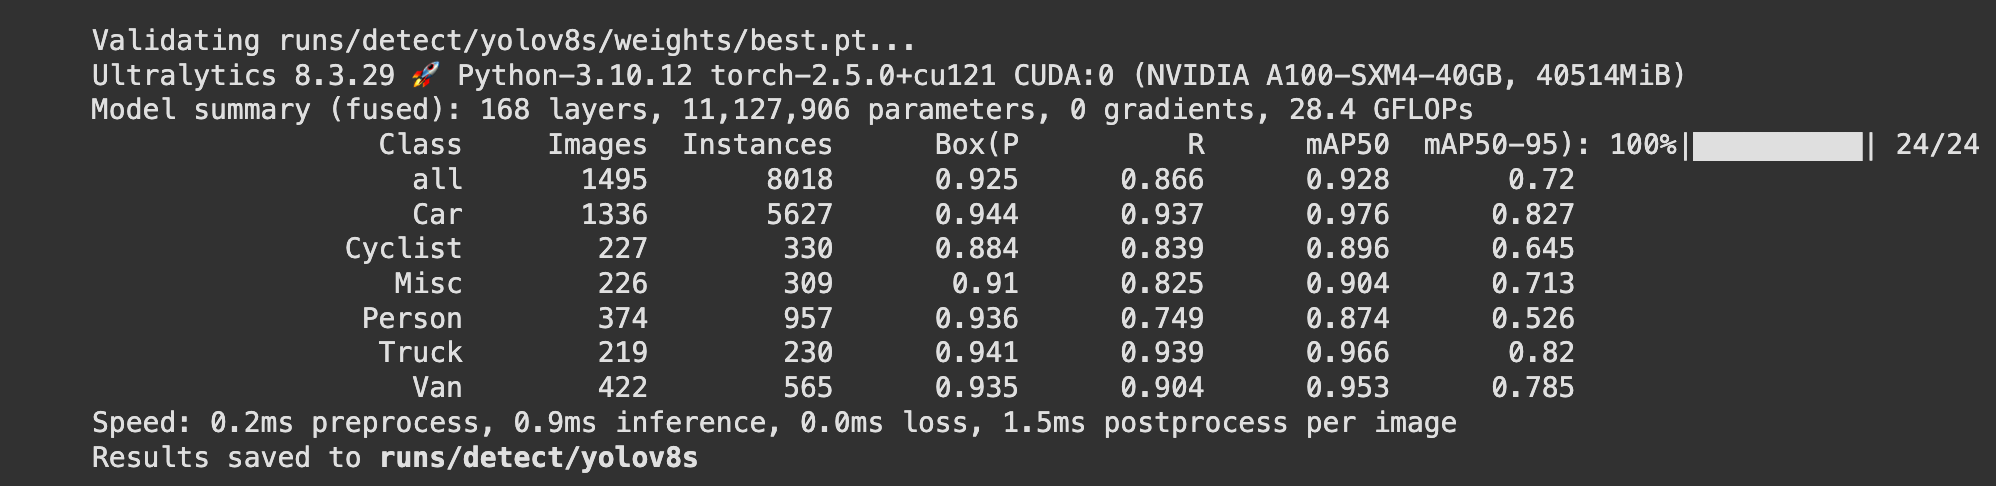 Validating runs/detect/yolov8s/weights/best.pt...
Ultralytics 8.3.29 🚀 Python-3.10.12 torch-2.5.0+cu121 CUDA:0 (NVIDIA A100-SXM4-40GB, 40514MiB)
Model summary (fused): 168 layers, 11,127,906 parameters, 0 gradients, 28.4 GFLOPs
Class Images Instances Box(P R mAP50 mAP50-95): 100%|██████████| 24/24
all 1495 8018 0.925 0.866 0.928 0.72
Car 1336 5627 0.944 0.937 0.976 0.827
Cyclist 227 330 0.884 0.839 0.896 0.645
Misc 226 309 0.91 0.825 0.904 0.713
Person 374 957 0.936 0.749 0.874 0.526
Truck 219 230 0.941 0.939 0.966 0.82
Van 422 565 0.935 0.904 0.953 0.785
Speed: 0.2ms preprocess, 0.9ms inference, 0.0ms loss, 1.5ms postprocess per image
Results saved to runs/detect/yolov8s